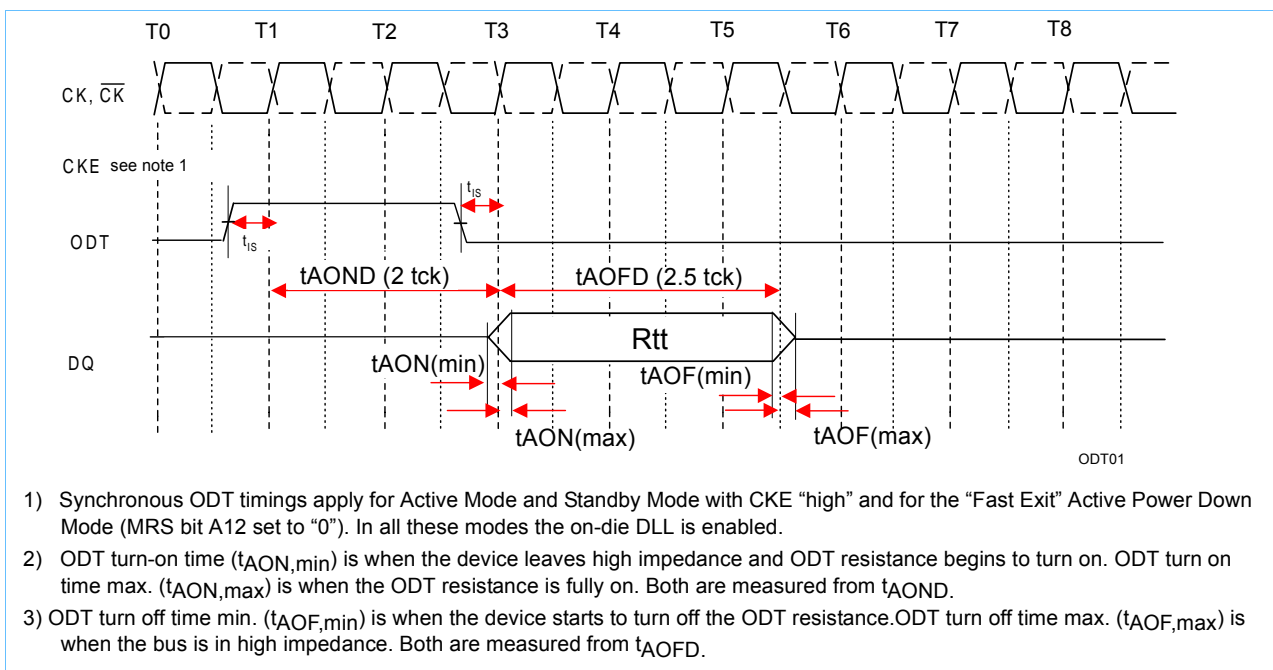 T0 T1 T2 T3 T4 T5 T6 T7 T8
CK, CK
CKE see note 1
tIS
ODT
tIS
tAOND (2 tck) tAOFD (2.5 tck)
Rtt
DQ
tAON(min) tAOF(min)
tAON(max) tAOF(max)
ODT01
1) Synchronous ODT timings apply for Active Mode and Standby Mode with CKE “high” and for the “Fast Exit” Active Power Down
Mode (MRS bit A12 set to “0”). In all these modes the on-die DLL is enabled.
2) ODT turn-on time (tAON,min) is when the device leaves high impedance and ODT resistance begins to turn on. ODT turn on
time max. (tAON,max) is when the ODT resistance is fully on. Both are measured from tAOND.
3) ODT turn off time min. (tAOF,min) is when the device starts to turn off the ODT resistance.ODT turn off time max. (tAOF,max) is
when the bus is in high impedance. Both are measured from tAOFD.